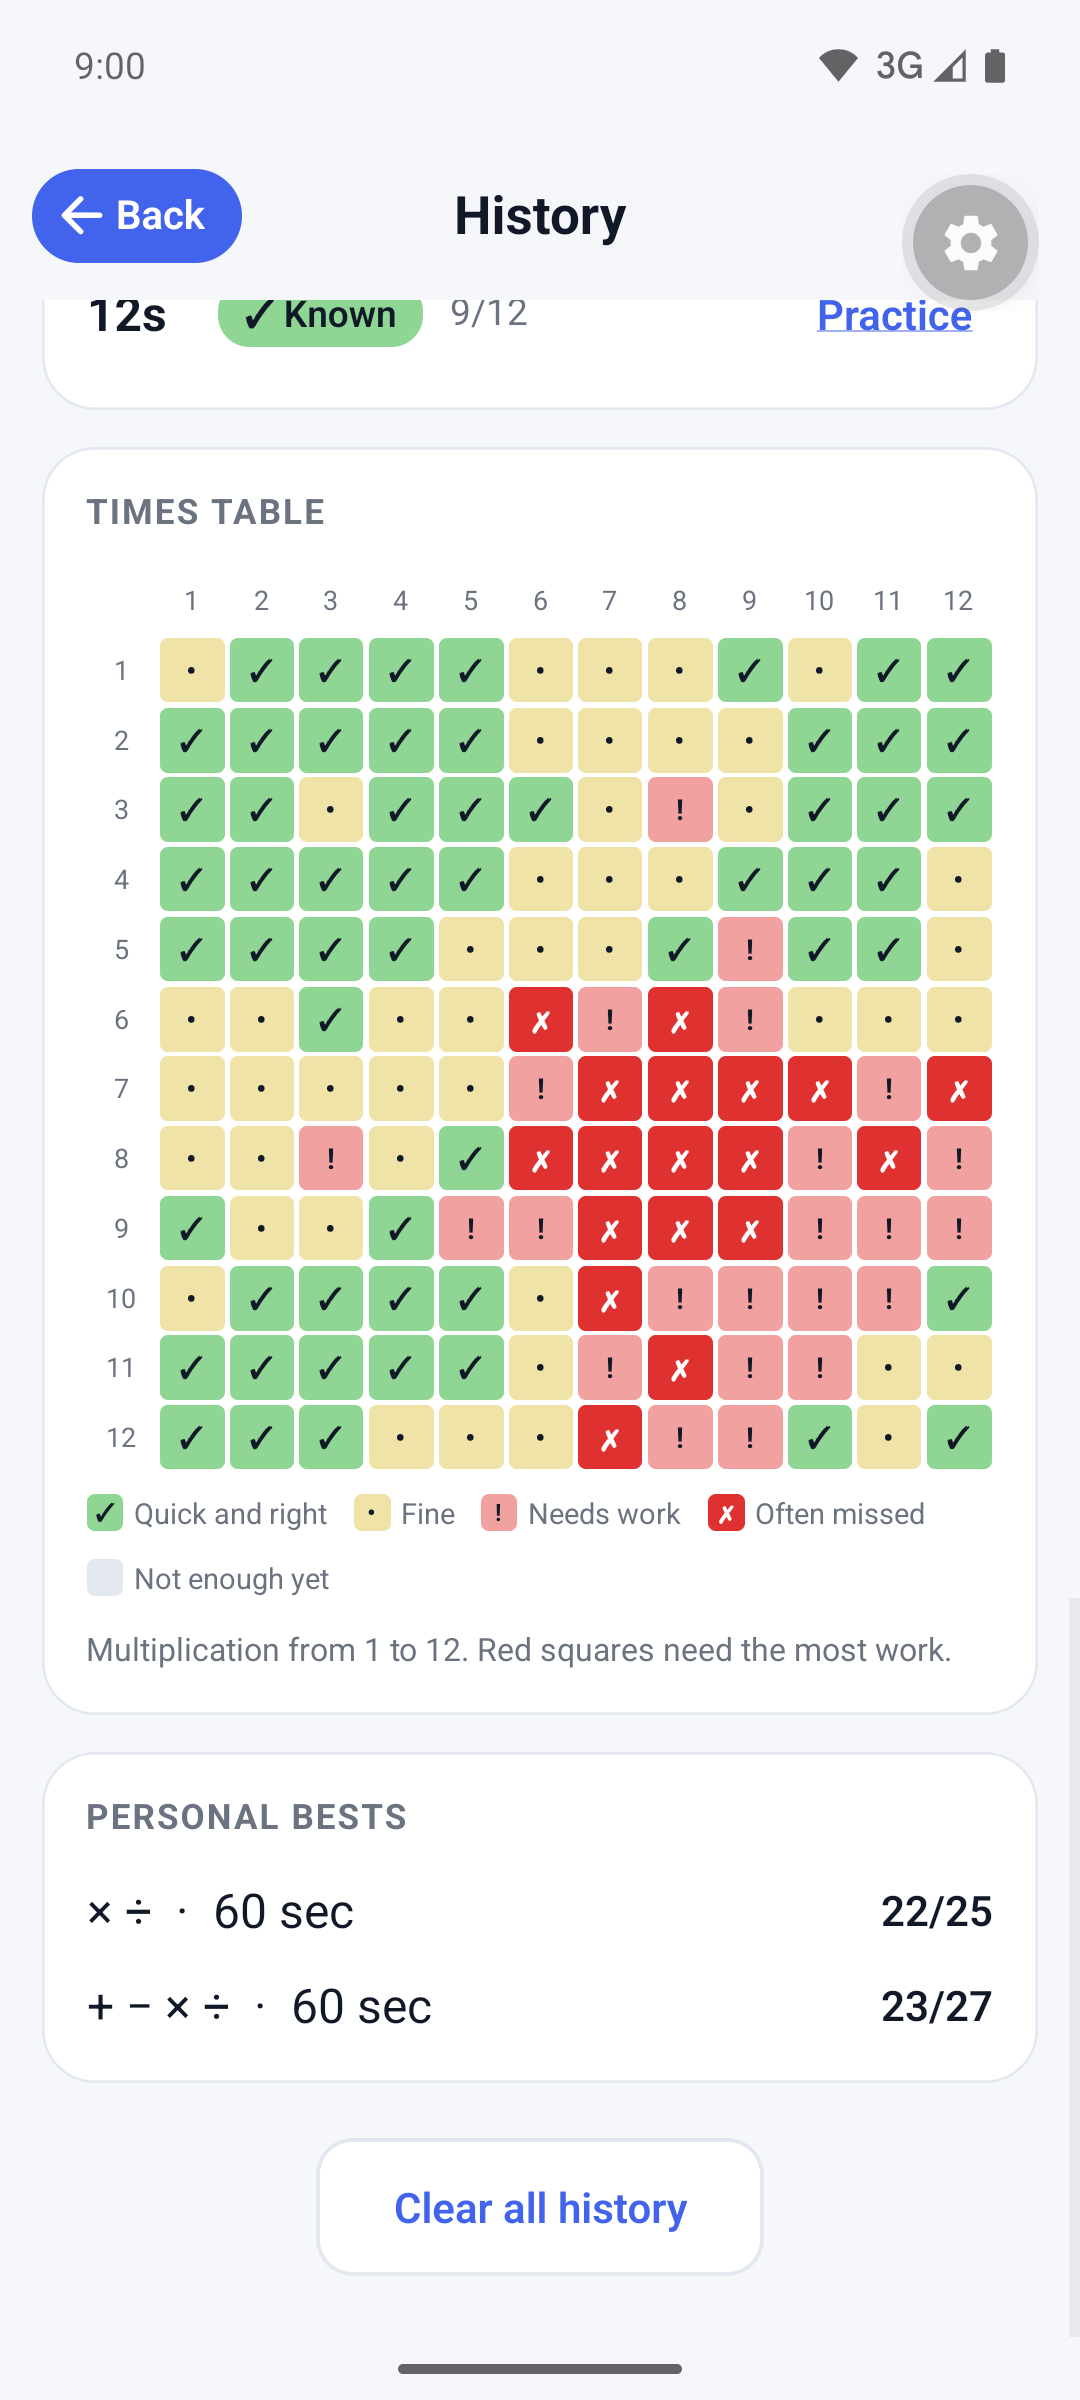 9:00 3G
← Back History
12s ✓ Known 9/12 Practice
TIMES TABLE
1 2 3 4 5 6 7 8 9 10 11 12
1 • ✓ ✓ ✓ ✓ • • • ✓ • ✓ ✓
2 ✓ ✓ ✓ ✓ ✓ • • • • ✓ ✓ ✓
3 ✓ ✓ • ✓ ✓ ✓ • ! • ✓ ✓ ✓
4 ✓ ✓ ✓ ✓ ✓ • • • ✓ ✓ ✓ •
5 ✓ ✓ ✓ ✓ • • • ✓ ! ✓ ✓ •
6 • • ✓ • • ✗ ! ✗ ! • • •
7 • • • • • ! ✗ ✗ ✗ ✗ ! ✗
8 • • ! • ✓ ✗ ✗ ✗ ✗ ! ✗ !
9 ✓ • • ✓ ! ! ✗ ✗ ✗ ! ! !
10 • ✓ ✓ ✓ ✓ • ✗ ! ! ! ! ✓
11 ✓ ✓ ✓ ✓ ✓ • ! ✗ ! ! • •
12 ✓ ✓ ✓ • • • ✗ ! ! ✓ • ✓
✓ Quick and right • Fine ! Needs work ✗ Often missed
Not enough yet
Multiplication from 1 to 12. Red squares need the most work.
PERSONAL BESTS
× ÷ · 60 sec 22/25
+ − × ÷ · 60 sec 23/27
Clear all history